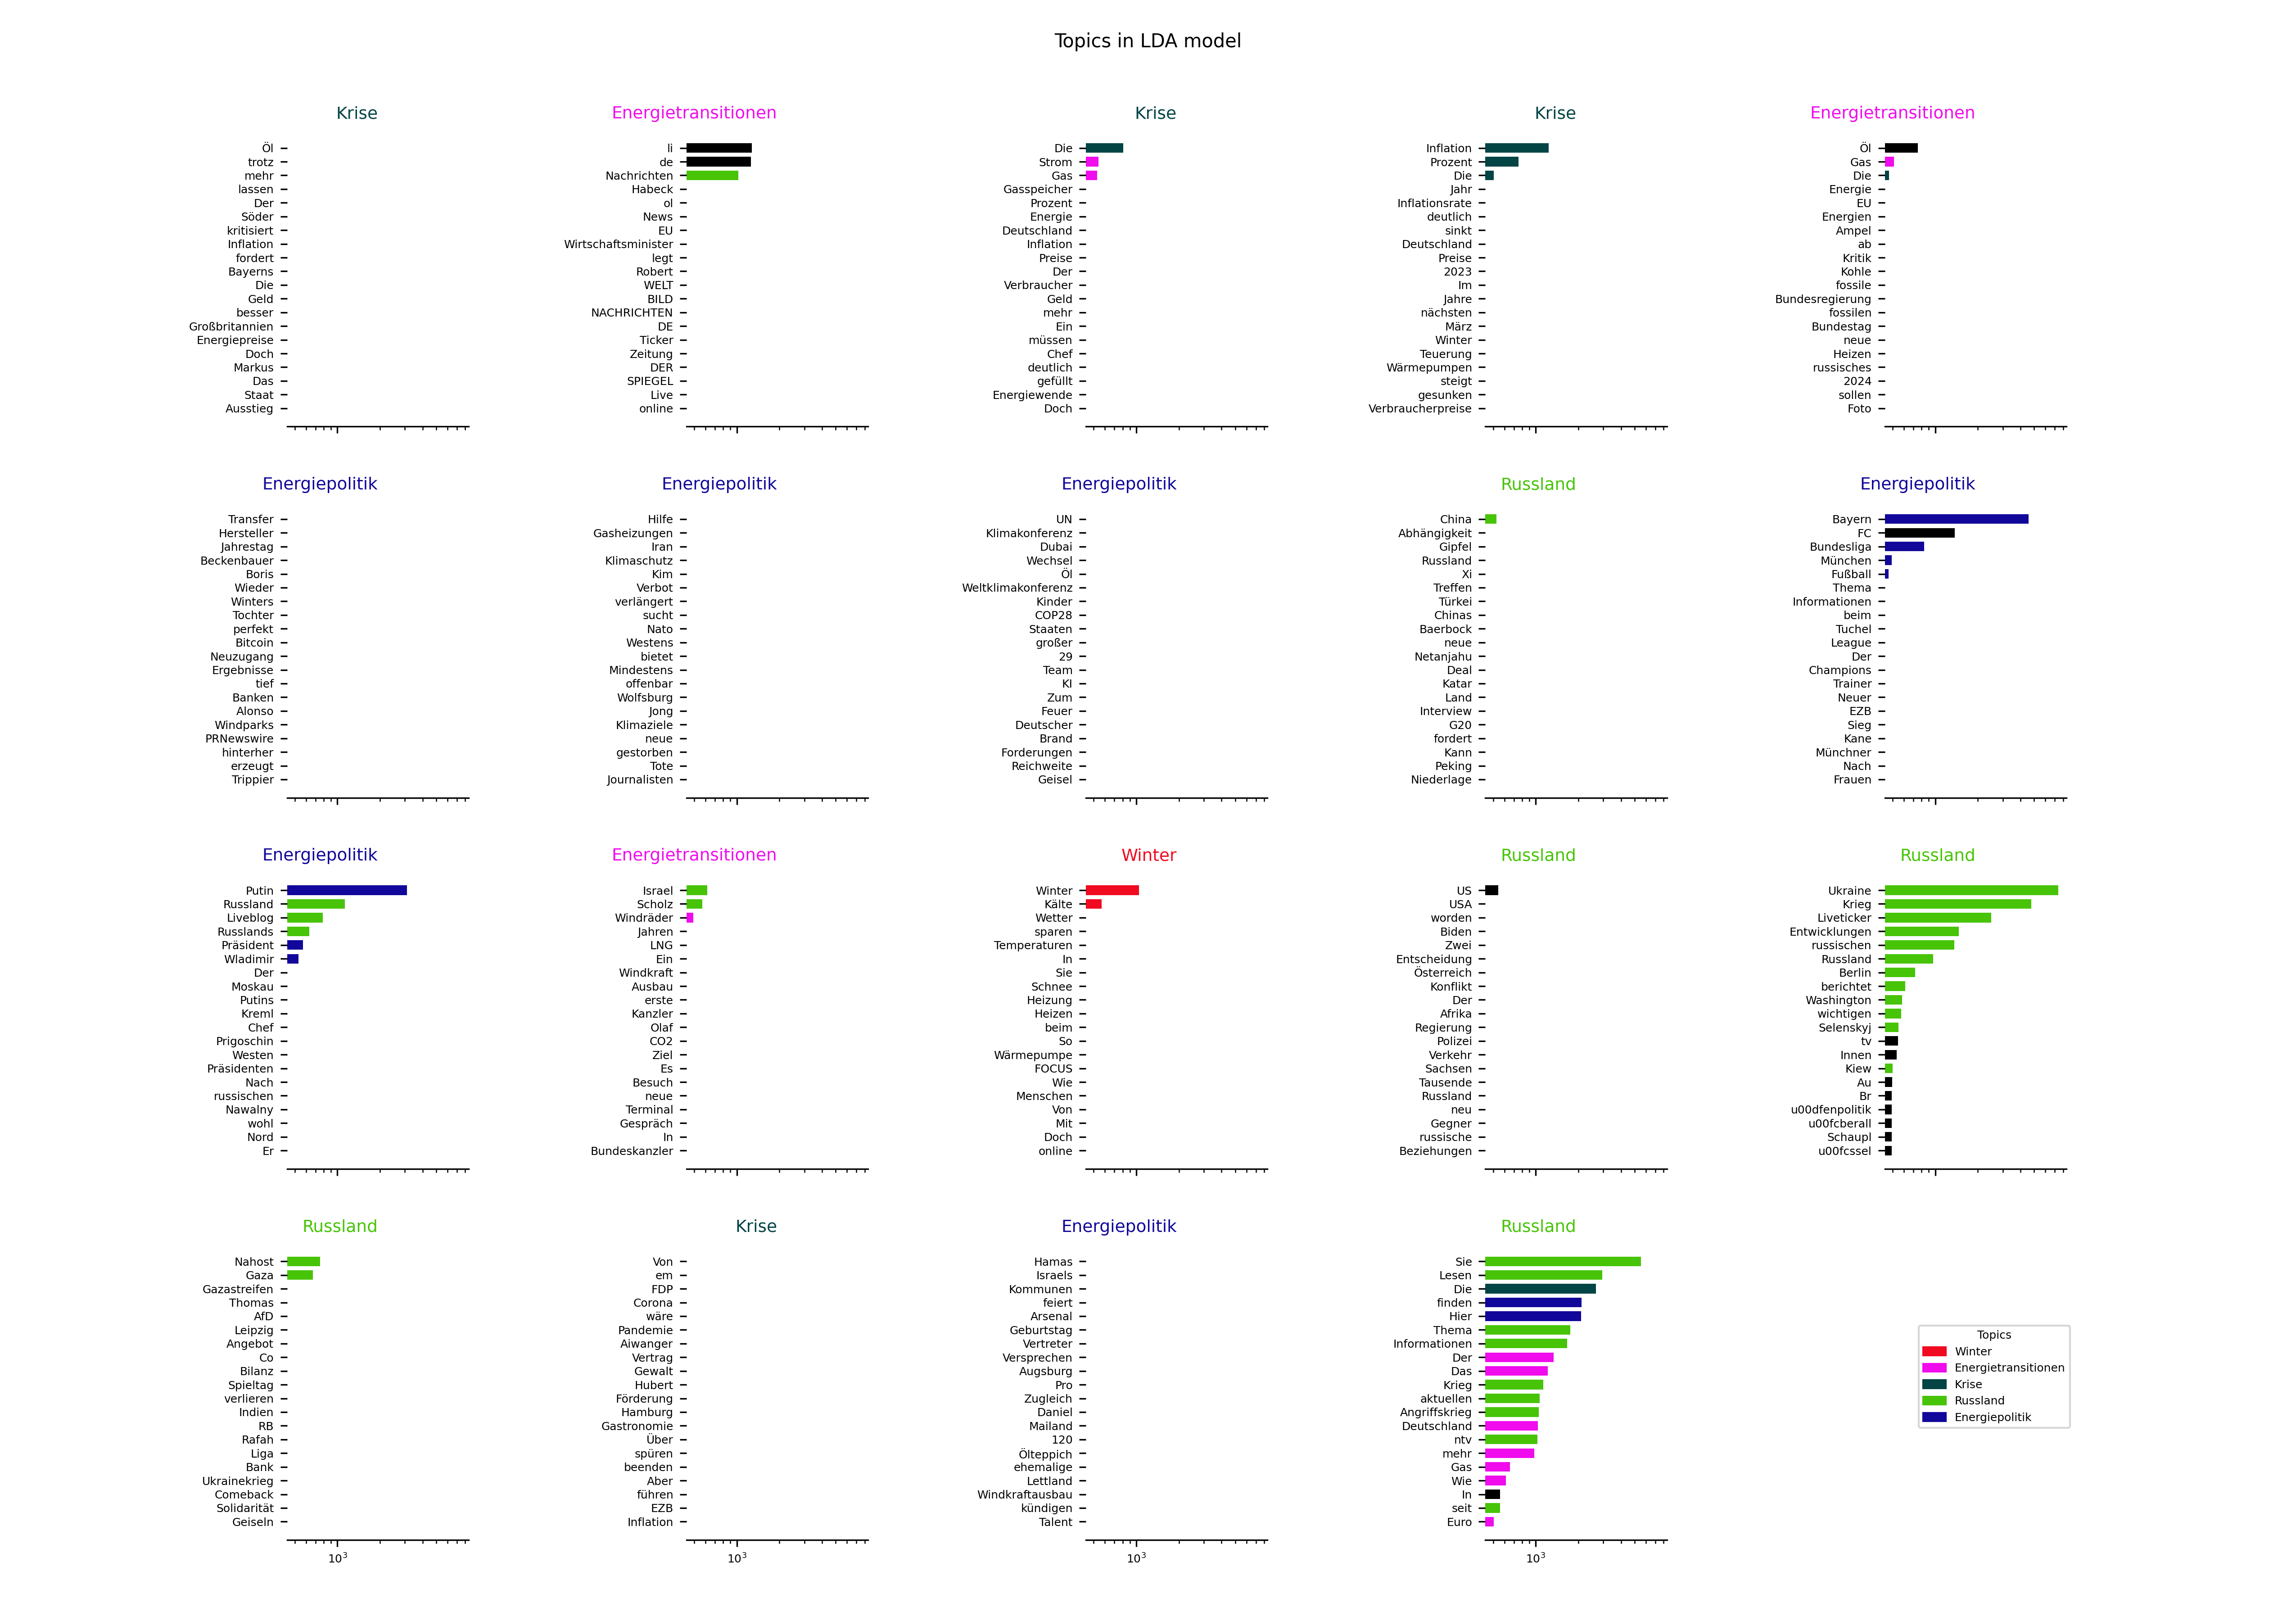 Topics in LDA model
Krise
Öl
trotz
mehr
lassen
Der
Söder
kritisiert
Inflation
fordert
Bayerns
Die
Geld
besser
Großbritannien
Energiepreise
Doch
Markus
Das
Staat
Ausstieg
Energietransitionen
li
de
Nachrichten
Habeck
ol
News
EU
Wirtschaftsminister
legt
Robert
WELT
BILD
NACHRICHTEN
DE
Ticker
Zeitung
DER
SPIEGEL
Live
online
Krise
Die
Strom
Gas
Gasspeicher
Prozent
Energie
Deutschland
Inflation
Preise
Der
Verbraucher
Geld
mehr
Ein
müssen
Chef
deutlich
gefüllt
Energiewende
Doch
Krise
Inflation
Prozent
Die
Jahr
Inflationsrate
deutlich
sinkt
Deutschland
Preise
2023
Im
Jahre
nächsten
März
Winter
Teuerung
Wärmepumpen
steigt
gesunken
Verbraucherpreise
Energietransitionen
Öl
Gas
Die
Energie
EU
Energien
Ampel
ab
Kritik
Kohle
fossile
Bundesregierung
fossilen
Bundestag
neue
Heizen
russisches
2024
sollen
Foto
Energiepolitik
Transfer
Hersteller
Jahrestag
Beckenbauer
Boris
Wieder
Winters
Tochter
perfekt
Bitcoin
Neuzugang
Ergebnisse
tief
Banken
Alonso
Windparks
PRNewswire
hinterher
erzeugt
Trippier
Energiepolitik
Hilfe
Gasheizungen
Iran
Klimaschutz
Kim
Verbot
verlängert
sucht
Nato
Westens
bietet
Mindestens
offenbar
Wolfsburg
Jong
Klimaziele
neue
gestorben
Tote
Journalisten
Energiepolitik
UN
Klimakonferenz
Dubai
Wechsel
Öl
Weltklimakonferenz
Kinder
COP28
Staaten
großer
29
Team
KI
Zum
Feuer
Deutscher
Brand
Forderungen
Reichweite
Geisel
Russland
China
Abhängigkeit
Gipfel
Russland
Xi
Treffen
Türkei
Chinas
Baerbock
neue
Netanjahu
Deal
Katar
Land
Interview
G20
fordert
Kann
Peking
Niederlage
Energiepolitik
Bayern
FC
Bundesliga
München
Fußball
Thema
Informationen
beim
Tuchel
League
Der
Champions
Trainer
Neuer
EZB
Sieg
Kane
Münchner
Nach
Frauen
Energiepolitik
Putin
Russland
Liveblog
Russlands
Präsident
Wladimir
Der
Moskau
Putins
Kreml
Chef
Prigoschin
Westen
Präsidenten
Nach
russischen
Nawalny
wohl
Nord
Er
Energietransitionen
Israel
Scholz
Windräder
Jahren
LNG
Ein
Windkraft
Ausbau
erste
Kanzler
Olaf
CO2
Ziel
Es
Besuch
neue
Terminal
Gespräch
In
Bundeskanzler
Winter
Winter
Kälte
Wetter
sparen
Temperaturen
In
Sie
Schnee
Heizung
Heizen
beim
So
Wärmepumpe
FOCUS
Wie
Menschen
Von
Mit
Doch
online
Russland
US
USA
worden
Biden
Zwei
Entscheidung
Österreich
Konflikt
Der
Afrika
Regierung
Polizei
Verkehr
Sachsen
Tausende
Russland
neu
Gegner
russische
Beziehungen
Russland
Ukraine
Krieg
Liveticker
Entwicklungen
russischen
Russland
Berlin
berichtet
Washington
wichtigen
Selenskyj
tv
Innen
Kiew
Au
Br
u00dfenpolitik
u00fcberall
Schaupl
u00fcssel
Russland
Nahost
Gaza
Gazastreifen
Thomas
AfD
Leipzig
Angebot
Co
Bilanz
Spieltag
verlieren
Indien
RB
Rafah
Liga
Bank
Ukrainekrieg
Comeback
Solidarität
Geiseln
10³
Krise
Von
em
FDP
Corona
wäre
Pandemie
Aiwanger
Vertrag
Gewalt
Hubert
Förderung
Hamburg
Gastronomie
Über
spüren
beenden
Aber
führen
EZB
Inflation
10³
Energiepolitik
Hamas
Israels
Kommunen
feiert
Arsenal
Geburtstag
Vertreter
Versprechen
Augsburg
Pro
Zugleich
Daniel
Mailand
120
Ölteppich
ehemalige
Lettland
Windkraftausbau
kündigen
Talent
10³
Russland
Sie
Lesen
Die
finden
Hier
Thema
Informationen
Der
Das
Krieg
aktuellen
Angriffskrieg
Deutschland
ntv
mehr
Gas
Wie
In
seit
Euro
10³
Topics
Winter
Energietransitionen
Krise
Russland
Energiepolitik